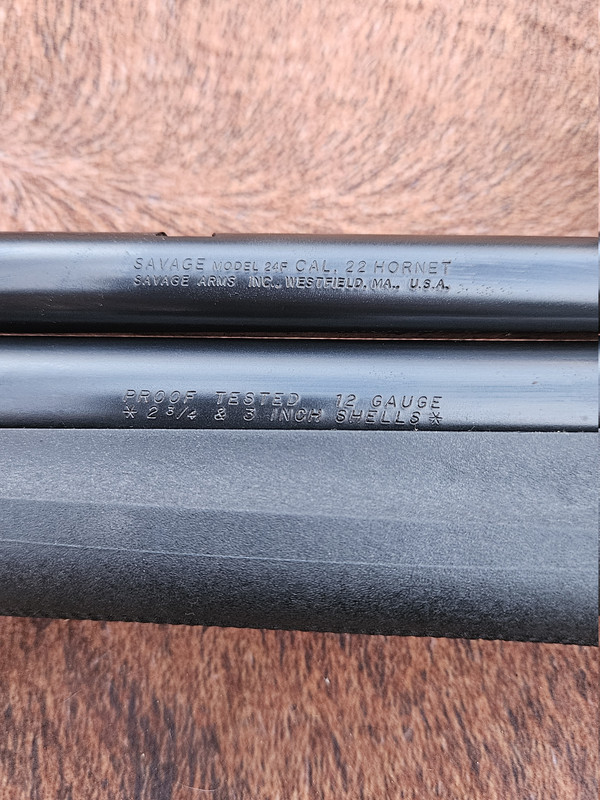 SAVAGE MODEL 24F CAL. 22 HORNET
SAVAGE ARMS INC., WESTFIELD, MA., U.S.A.
PROOF TESTED 12 GAUGE
* 2 3/4 & 3 INCH SHELLS *